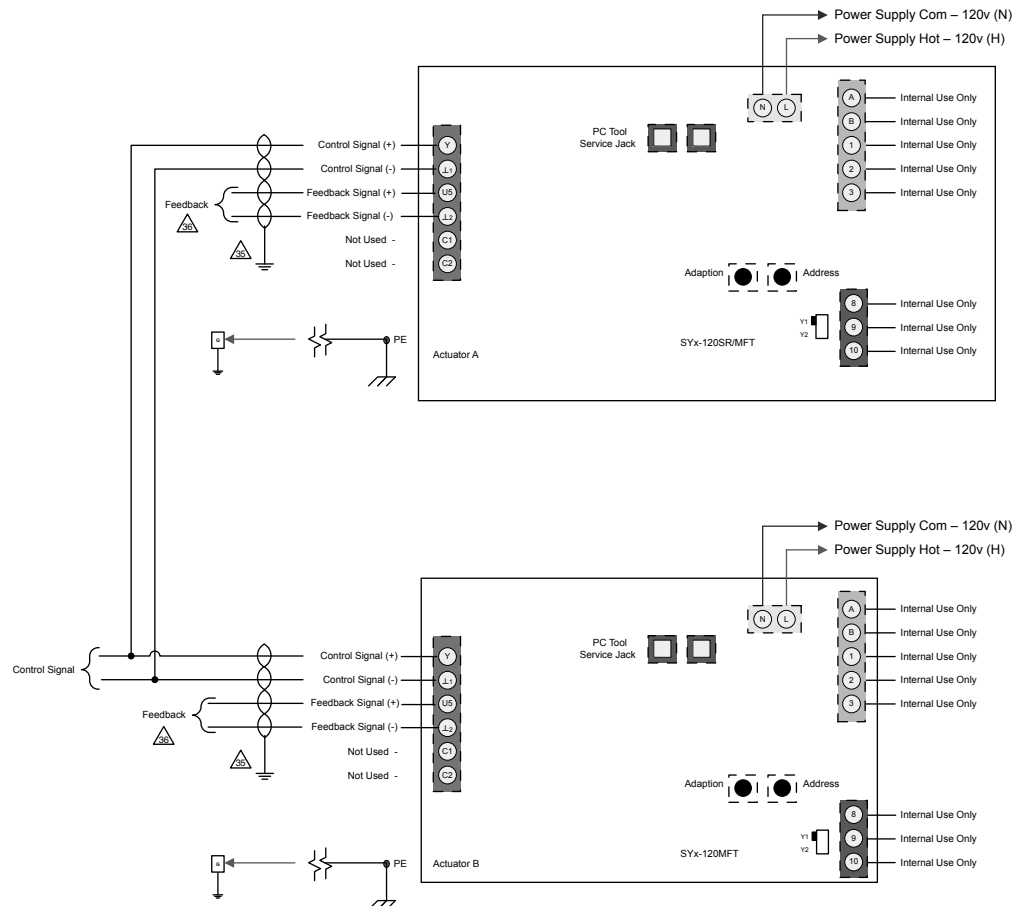 Power Supply Com – 120v (N)
Power Supply Hot – 120v (H)
N L
A Internal Use Only
B Internal Use Only
1 Internal Use Only
2 Internal Use Only
3 Internal Use Only
PC Tool
Service Jack
Control Signal (+) Y
Control Signal (-) ⊥1
Feedback Signal (+) U5
Feedback Signal (-) ⊥2
Not Used - C1
Not Used - C2
Feedback
36
35
Adaption Address
8 Internal Use Only
9 Internal Use Only
10 Internal Use Only
Y1
Y2
SYx-120SR/MFT
G
PE
Actuator A
Power Supply Com – 120v (N)
Power Supply Hot – 120v (H)
N L
A Internal Use Only
B Internal Use Only
1 Internal Use Only
2 Internal Use Only
3 Internal Use Only
PC Tool
Service Jack
Control Signal
Control Signal (+) Y
Control Signal (-) ⊥1
Feedback Signal (+) U5
Feedback Signal (-) ⊥2
Not Used - C1
Not Used - C2
Feedback
36
35
Adaption Address
8 Internal Use Only
9 Internal Use Only
10 Internal Use Only
Y1
Y2
SYx-120MFT
G
PE
Actuator B